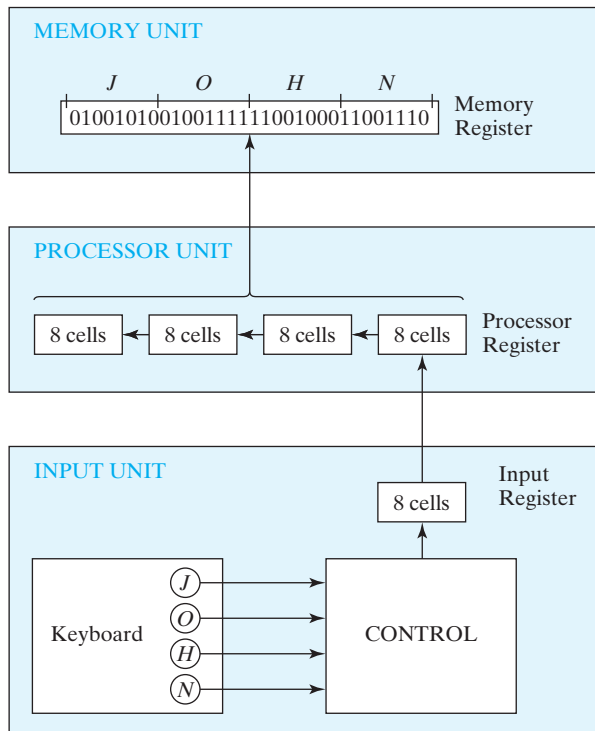 MEMORY UNIT
J O H N
01001010010011111100100011001110
Memory
Register
PROCESSOR UNIT
8 cells 8 cells 8 cells 8 cells
Processor
Register
INPUT UNIT
Input
Register
8 cells
Keyboard
J
O
H
N
CONTROL